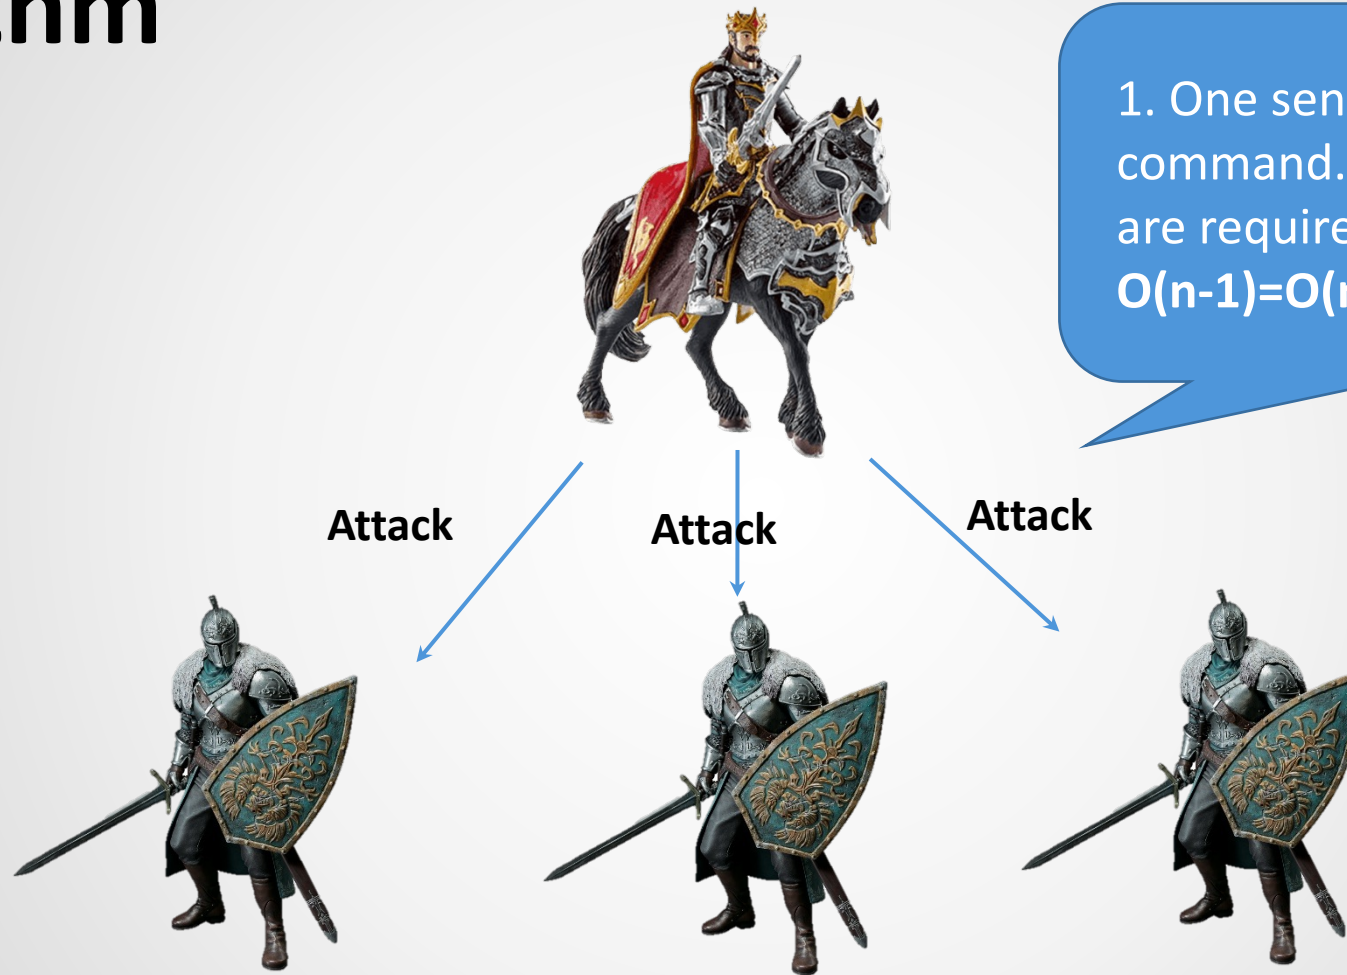 1. One sen
command.
are require
O(n-1)=O(
Attack
Attack
Attack